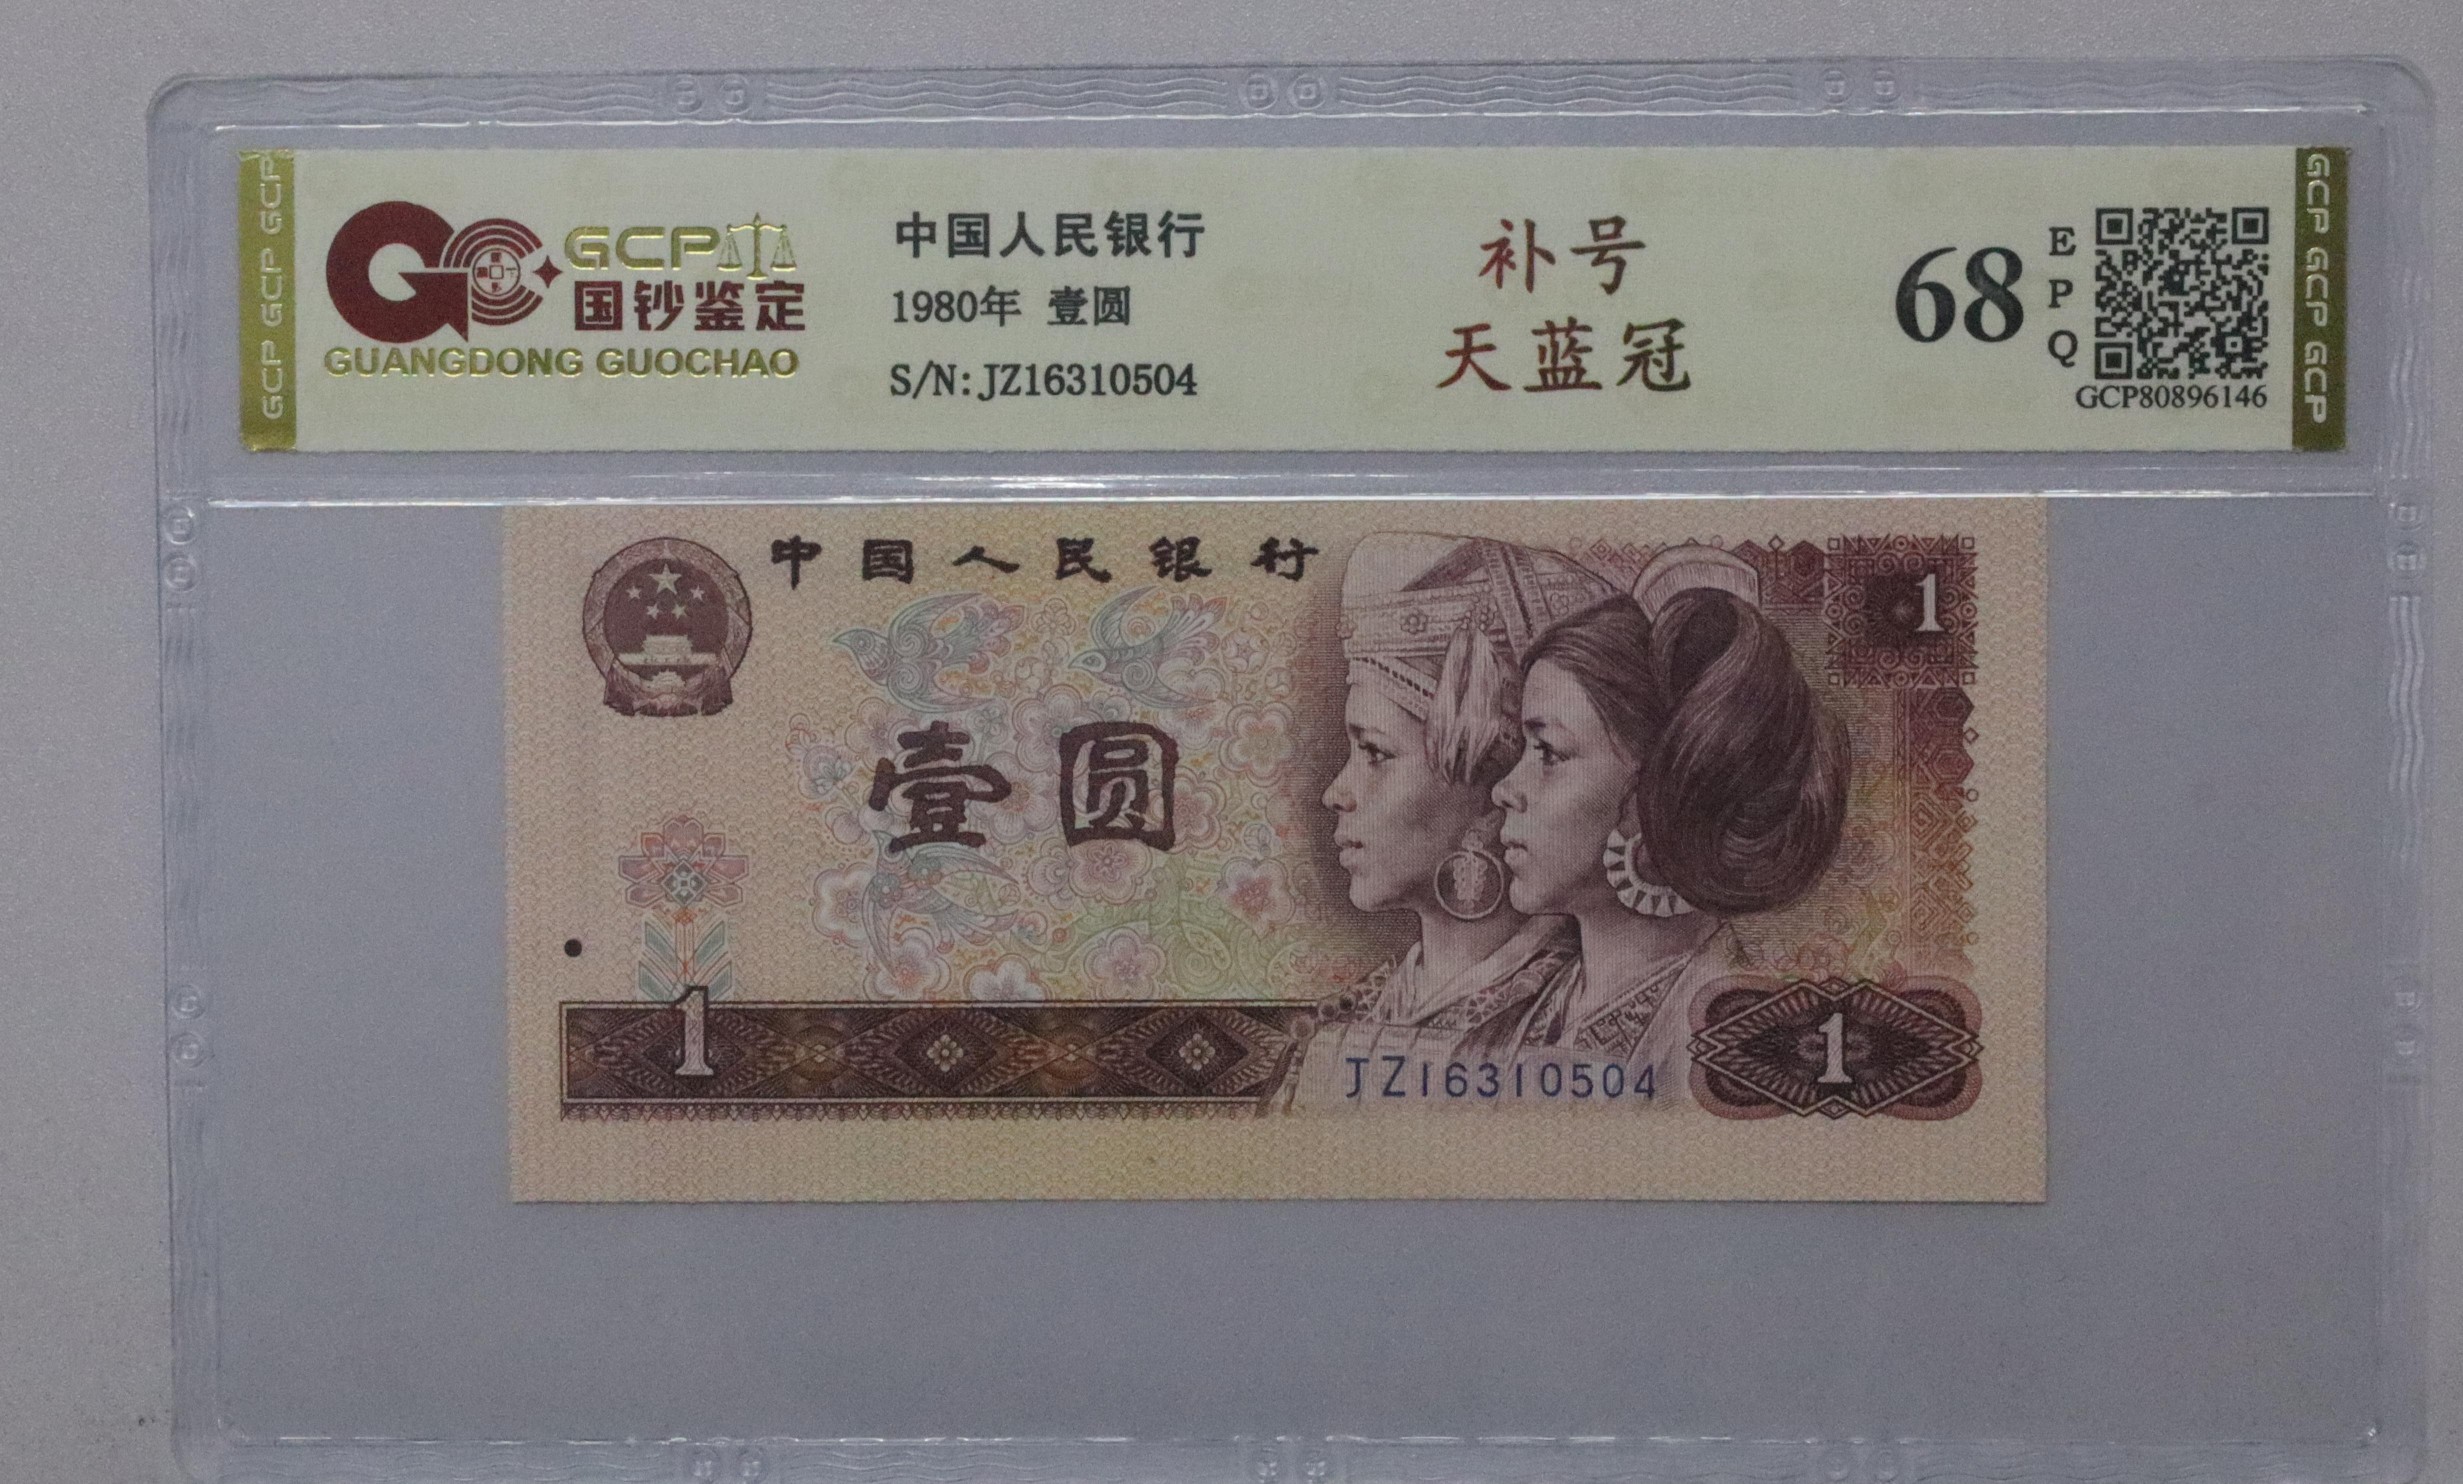 GCP GCP GCP
GCP
国钞鉴定
GUANGDONG GUOCHAO
中国人民银行
1980年 壹圆
S/N: JZ16310504
补号
天蓝冠
68
E
P
Q
GCP80896146
GCP GCP GCP
中国人民银行
1
壹圆
1
JZ16310504
1